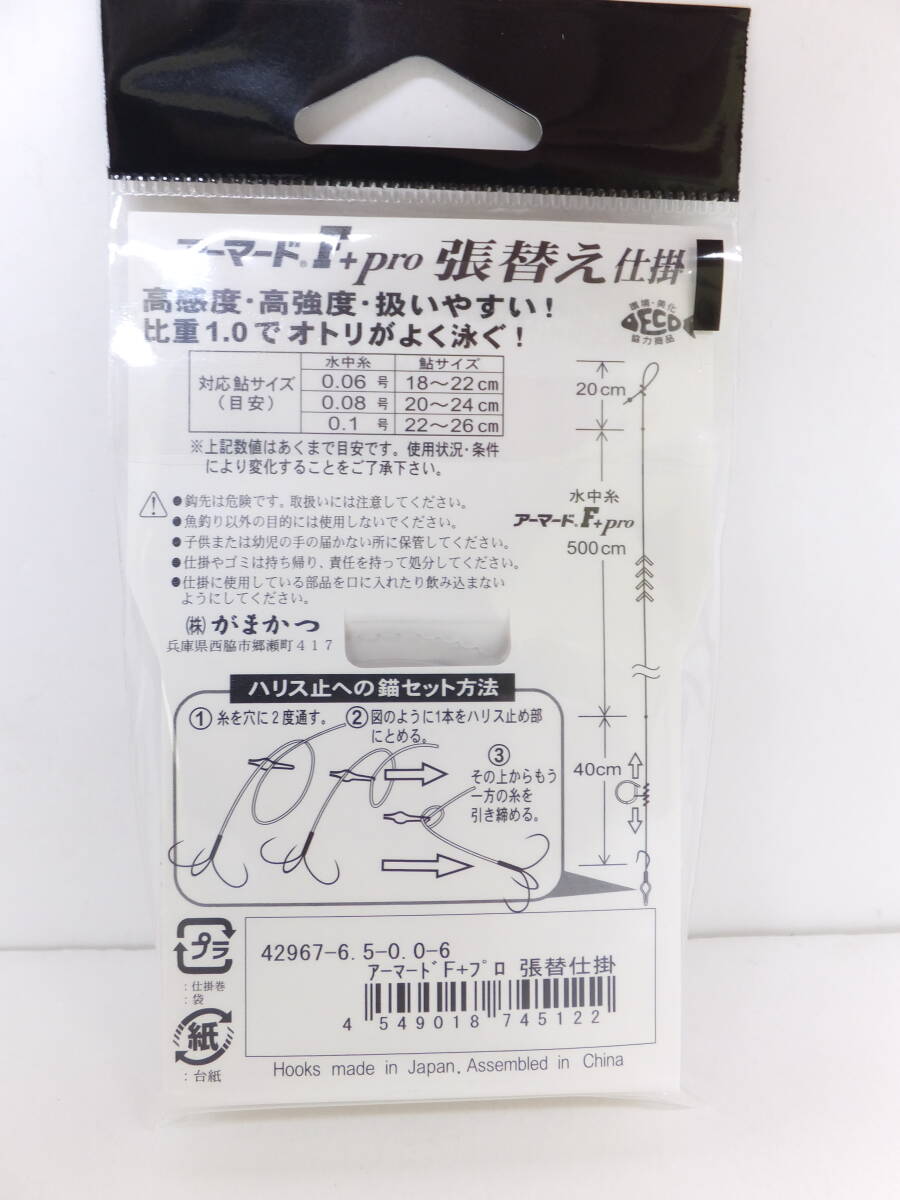 アーマード® F+pro 張替え仕掛
高感度・高強度・扱いやすい!
比重1.0でオトリがよく泳ぐ!
環境・美化
DECO
協力商品
水中糸 鮎サイズ
対応鮎サイズ(目安)
0.06 号 18〜22cm
0.08 号 20〜24cm
0.1 号 22〜26cm
※上記数値はあくまで目安です。使用状況・条件
により変化することをご了承下さい。
●鈎先は危険です。取扱いには注意してください。
●魚釣り以外の目的には使用しないでください。
●子供または幼児の手の届かない所に保管してください。
●仕掛やゴミは持ち帰り、責任を持って処分してください。
●仕掛に使用している部品を口に入れたり飲み込まない
ようにしてください。
㈱がまかつ
兵庫県西脇市郷瀬町417
20cm
水中糸
アーマード® F+pro
500cm
40cm
ハリス止への錨セット方法
① 糸を穴に2度通す。
② 図のように1本をハリス止め部
にとめる。
③
その上からもう
一方の糸を
引き締める。
プラ
:仕掛巻
:袋
紙
:台紙
42967-6.5-0.0-6
アーマードF+プロ 張替仕掛
4 549018 745122
Hooks made in Japan, Assembled in China